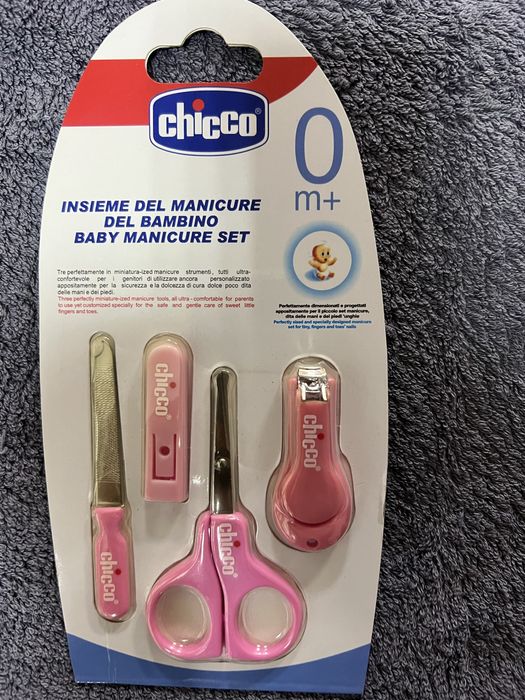 chicco®
0
m+
INSIEME DEL MANICURE
DEL BAMBINO
BABY MANICURE SET
Tre perfettamente in miniatura-ized manicure strumenti, tutti ultra-
confortevole per i genitori di utilizzare ancora personalizzato
appositamente per la sicurezza e la dolcezza di cura dolce poco dita
delle mani e dei piedi.
Three perfectly miniature-ized manicure tools, all ultra - comfortable for parents
to use yet customized specially for the safe and gentle care of sweet little
fingers and toes.
Perfettamente dimensionati e progettati
appositamente per il piccolo set manicure,
dita delle mani e dei piedi 'unghie
Perfectly sized and specially designed manicure
set for tiny, fingers and toes' nails
chicco
chicco
chicco
chicco